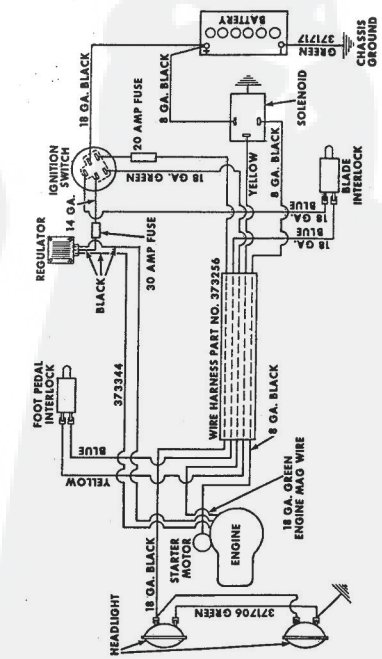 BATTERY
GREEN
371717
CHASSIS
GROUND
18 GA. BLACK
8 GA. BLACK
SOLENOID
20 AMP FUSE
IGNITION
SWITCH
18 GA. GREEN
YELLOW
8 GA. BLACK
BLADE
INTERLOCK
14 GA.
BLUE
18 GA.
BLUE
18 GA.
REGULATOR
30 AMP FUSE
BLACK
WIRE HARNESS PART NO. 373256
373344
FOOT PEDAL
INTERLOCK
BLUE
YELLOW
8 GA. BLACK
18 GA. GREEN
ENGINE MAG WIRE
18 GA. BLACK
STARTER
MOTOR
ENGINE
HEADLIGHT
371706 GREEN